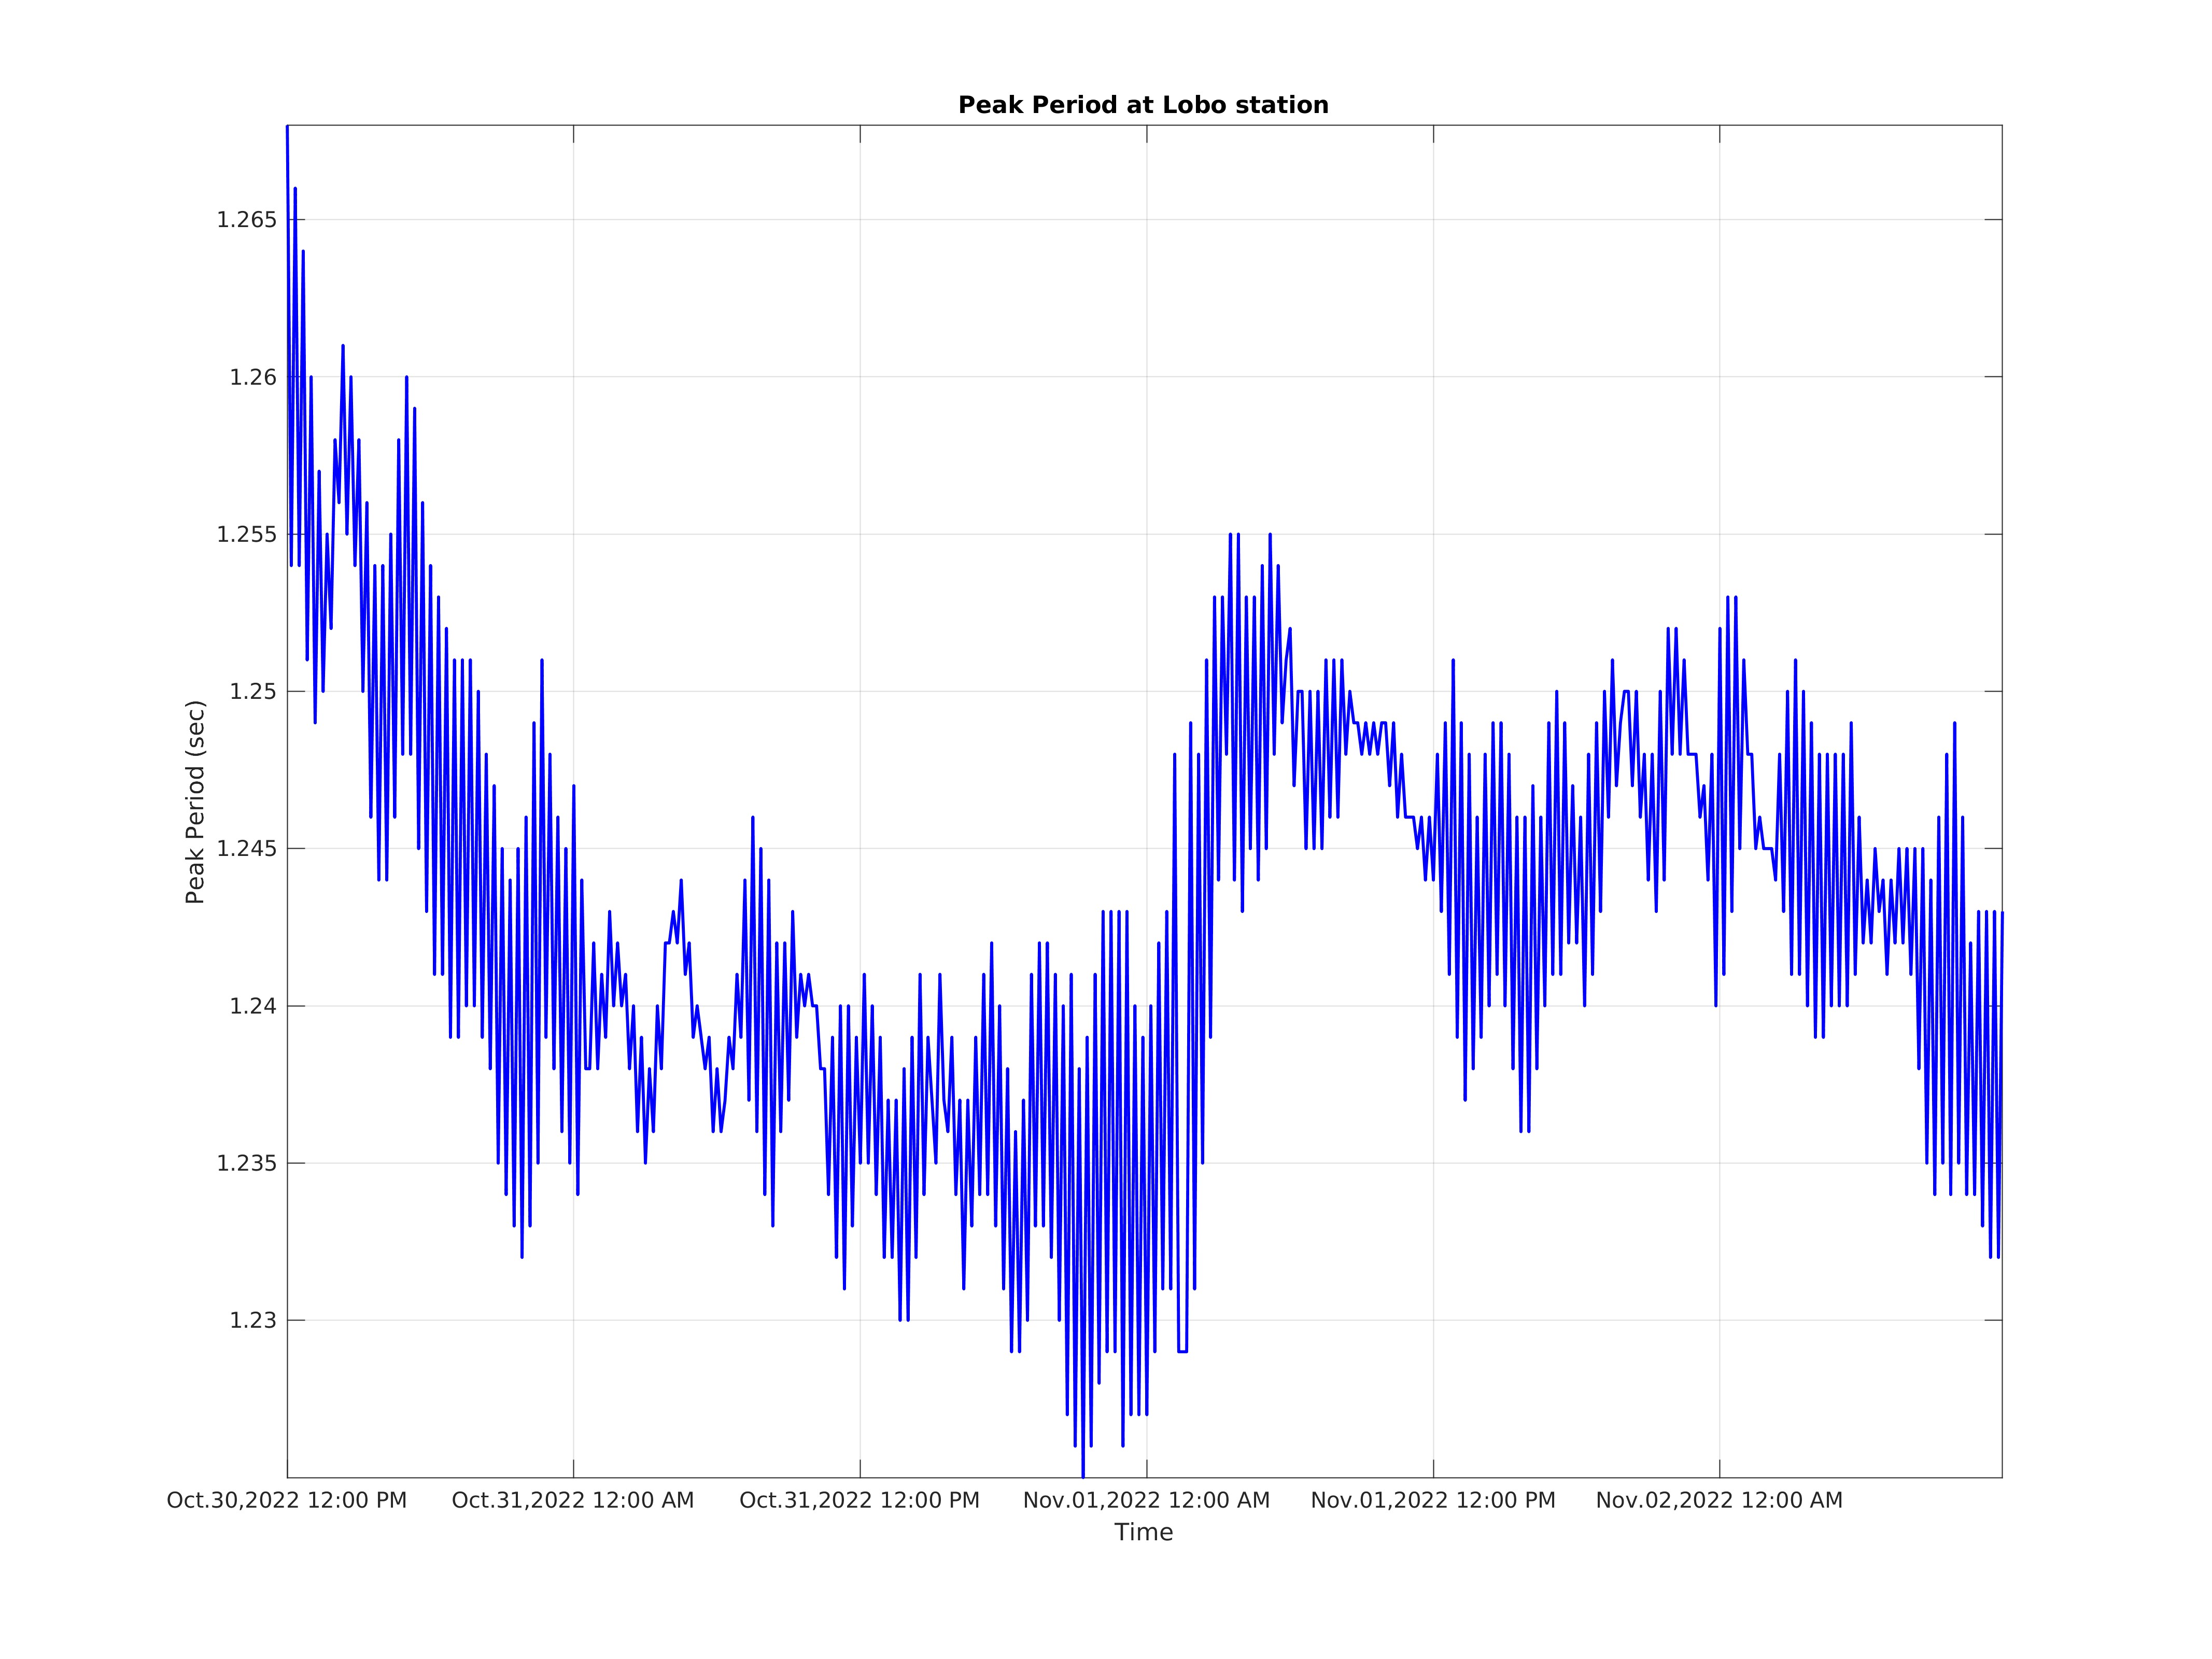 Peak Period at Lobo station
Peak Period (sec)
1.265
1.26
1.255
1.25
1.245
1.24
1.235
1.23
Oct.30,2022 12:00 PM
Oct.31,2022 12:00 AM
Oct.31,2022 12:00 PM
Nov.01,2022 12:00 AM
Nov.01,2022 12:00 PM
Nov.02,2022 12:00 AM
Time